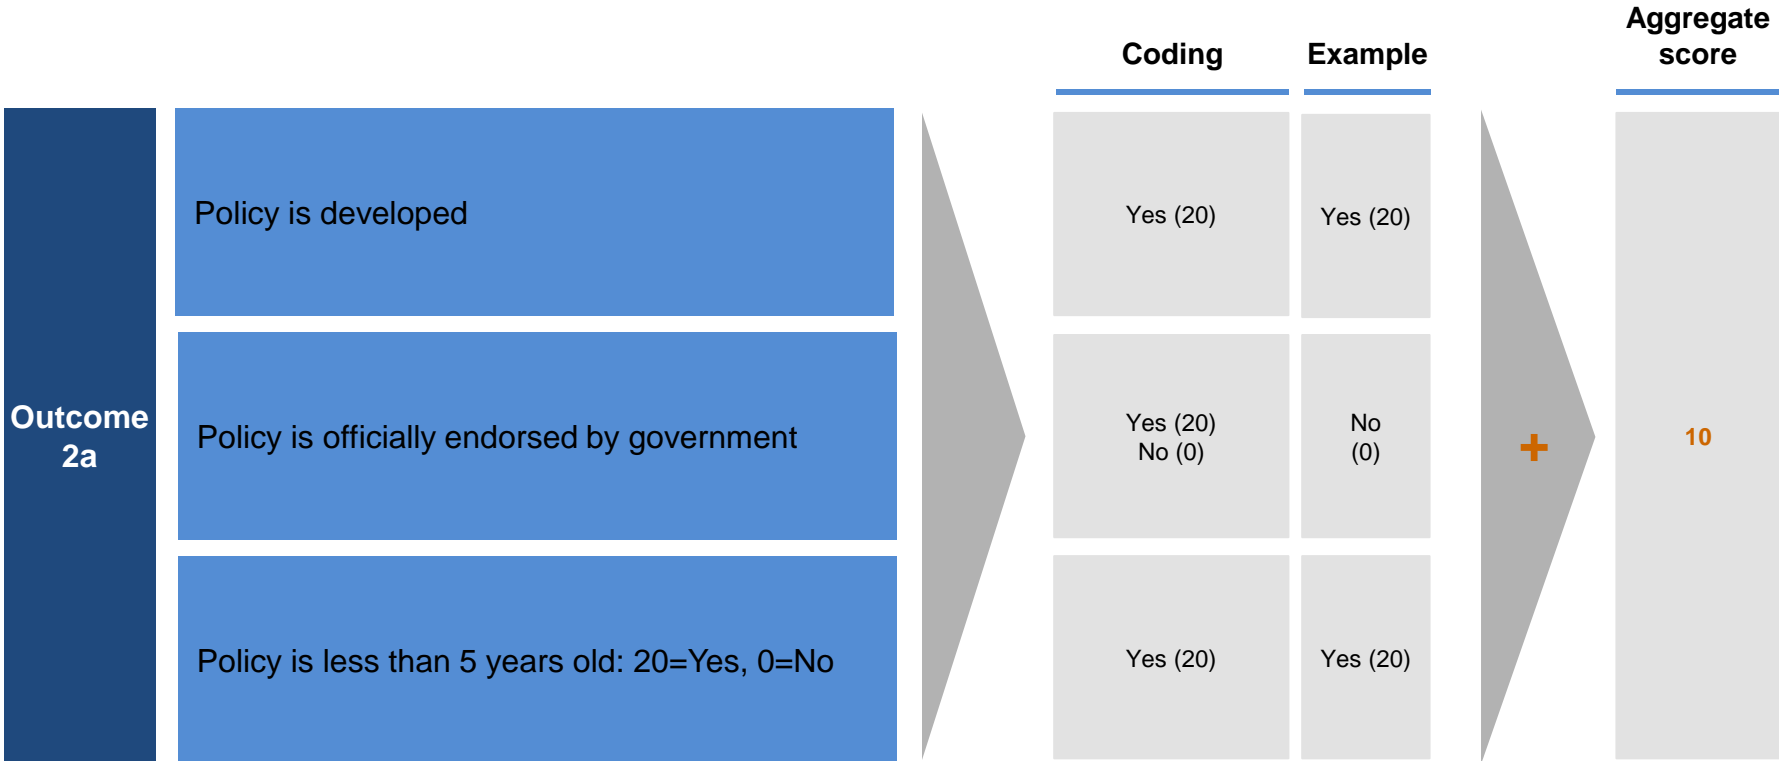 Coding
Example
Aggregate
score
Outcome
2a
Policy is developed
Yes (20)
Yes (20)
Policy is officially endorsed by government
Yes (20)
No (0)
No
(0)
Policy is less than 5 years old: 20=Yes, 0=No
Yes (20)
Yes (20)
+
10